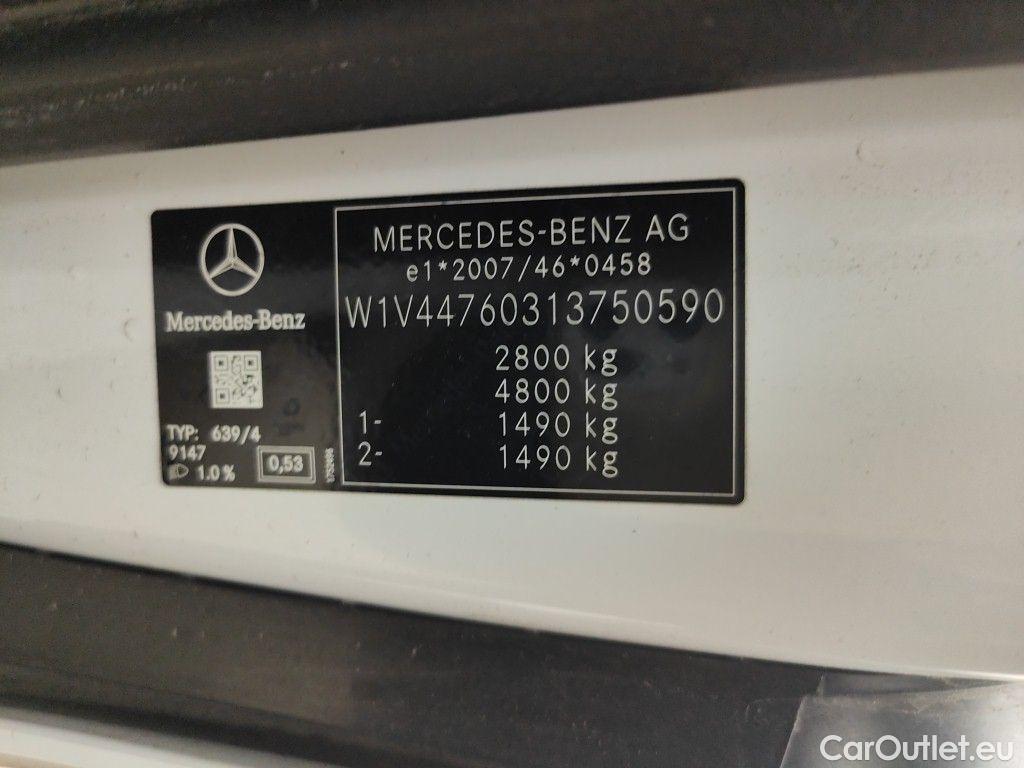 Mercedes-Benz
TYP: 639/4
9147
1.0 %
0,53
MERCEDES-BENZ AG
e1*2007/46*0458
W1V44760313750590
2800 kg
4800 kg
1- 1490 kg
2- 1490 kg
CarOutlet.eu